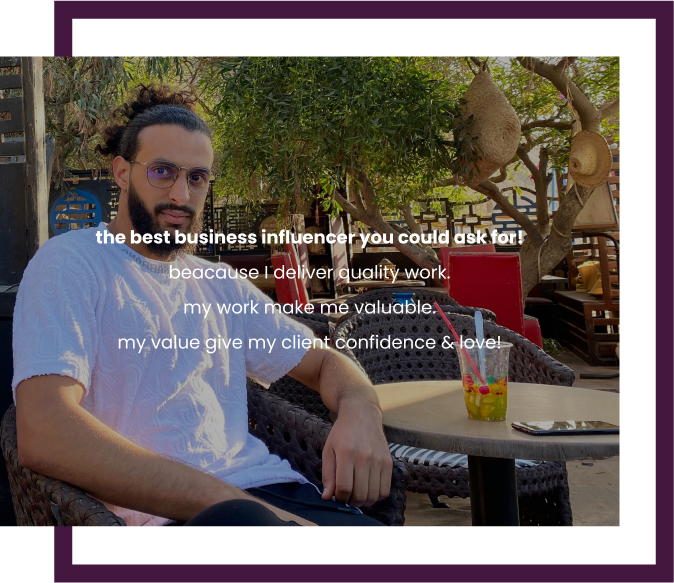 the best business influencer you could ask for!
beacause I deliver quality work.
my work make me valuable.
my value give my client confidence & love!